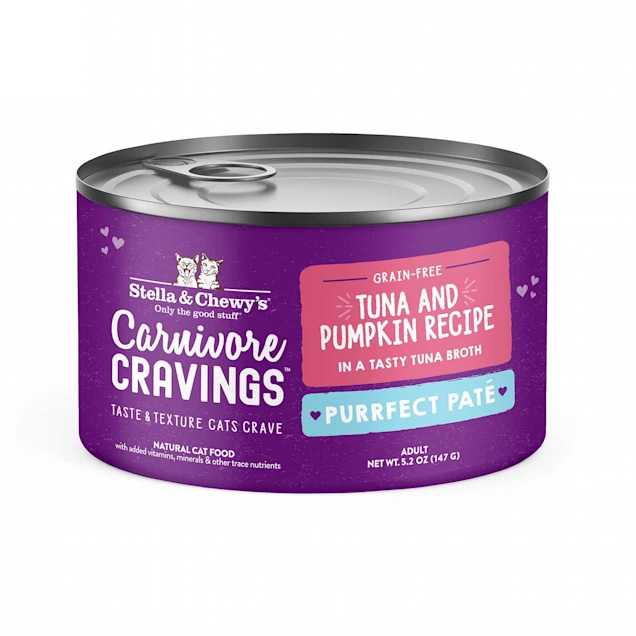 Stella & Chewy's®
Only the good stuff®
Carnivore
CRAVINGS™
TASTE & TEXTURE CATS CRAVE
NATURAL CAT FOOD
with added vitamins, minerals & other trace nutrients
GRAIN-FREE
TUNA AND
PUMPKIN RECIPE
IN A TASTY TUNA BROTH
PURRFECT PATÉ
ADULT
NET WT. 5.2 OZ (147 G)